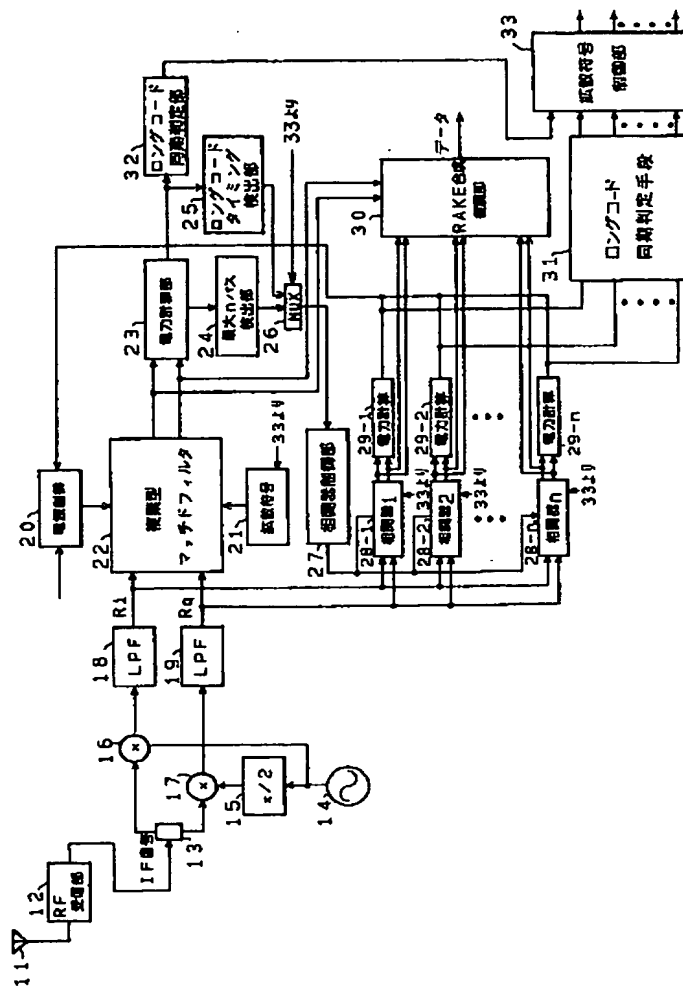 11
12
RF
受信部
IF信号
13
14
15
π/2
16
×
17
×
18
LPF
19
LPF
Ri
Rq
20
電源制御
21
拡散符号
33より
22
複素型
マッチドフィルタ
23
電力計算部
24
最大nパス
検出部
25
ロングコード
タイミング
検出部
26
MUX
33より
27
相関器制御部
28-1
相関器1
33より
28-2
相関器2
33より
28-n
相関器n
33より
29-1
電力計算
29-2
電力計算
29-n
電力計算
30
RAKE合成
データ
31
ロングコード
同期判定手段
32
ロングコード
同期判定部
33
拡散符号
制御部